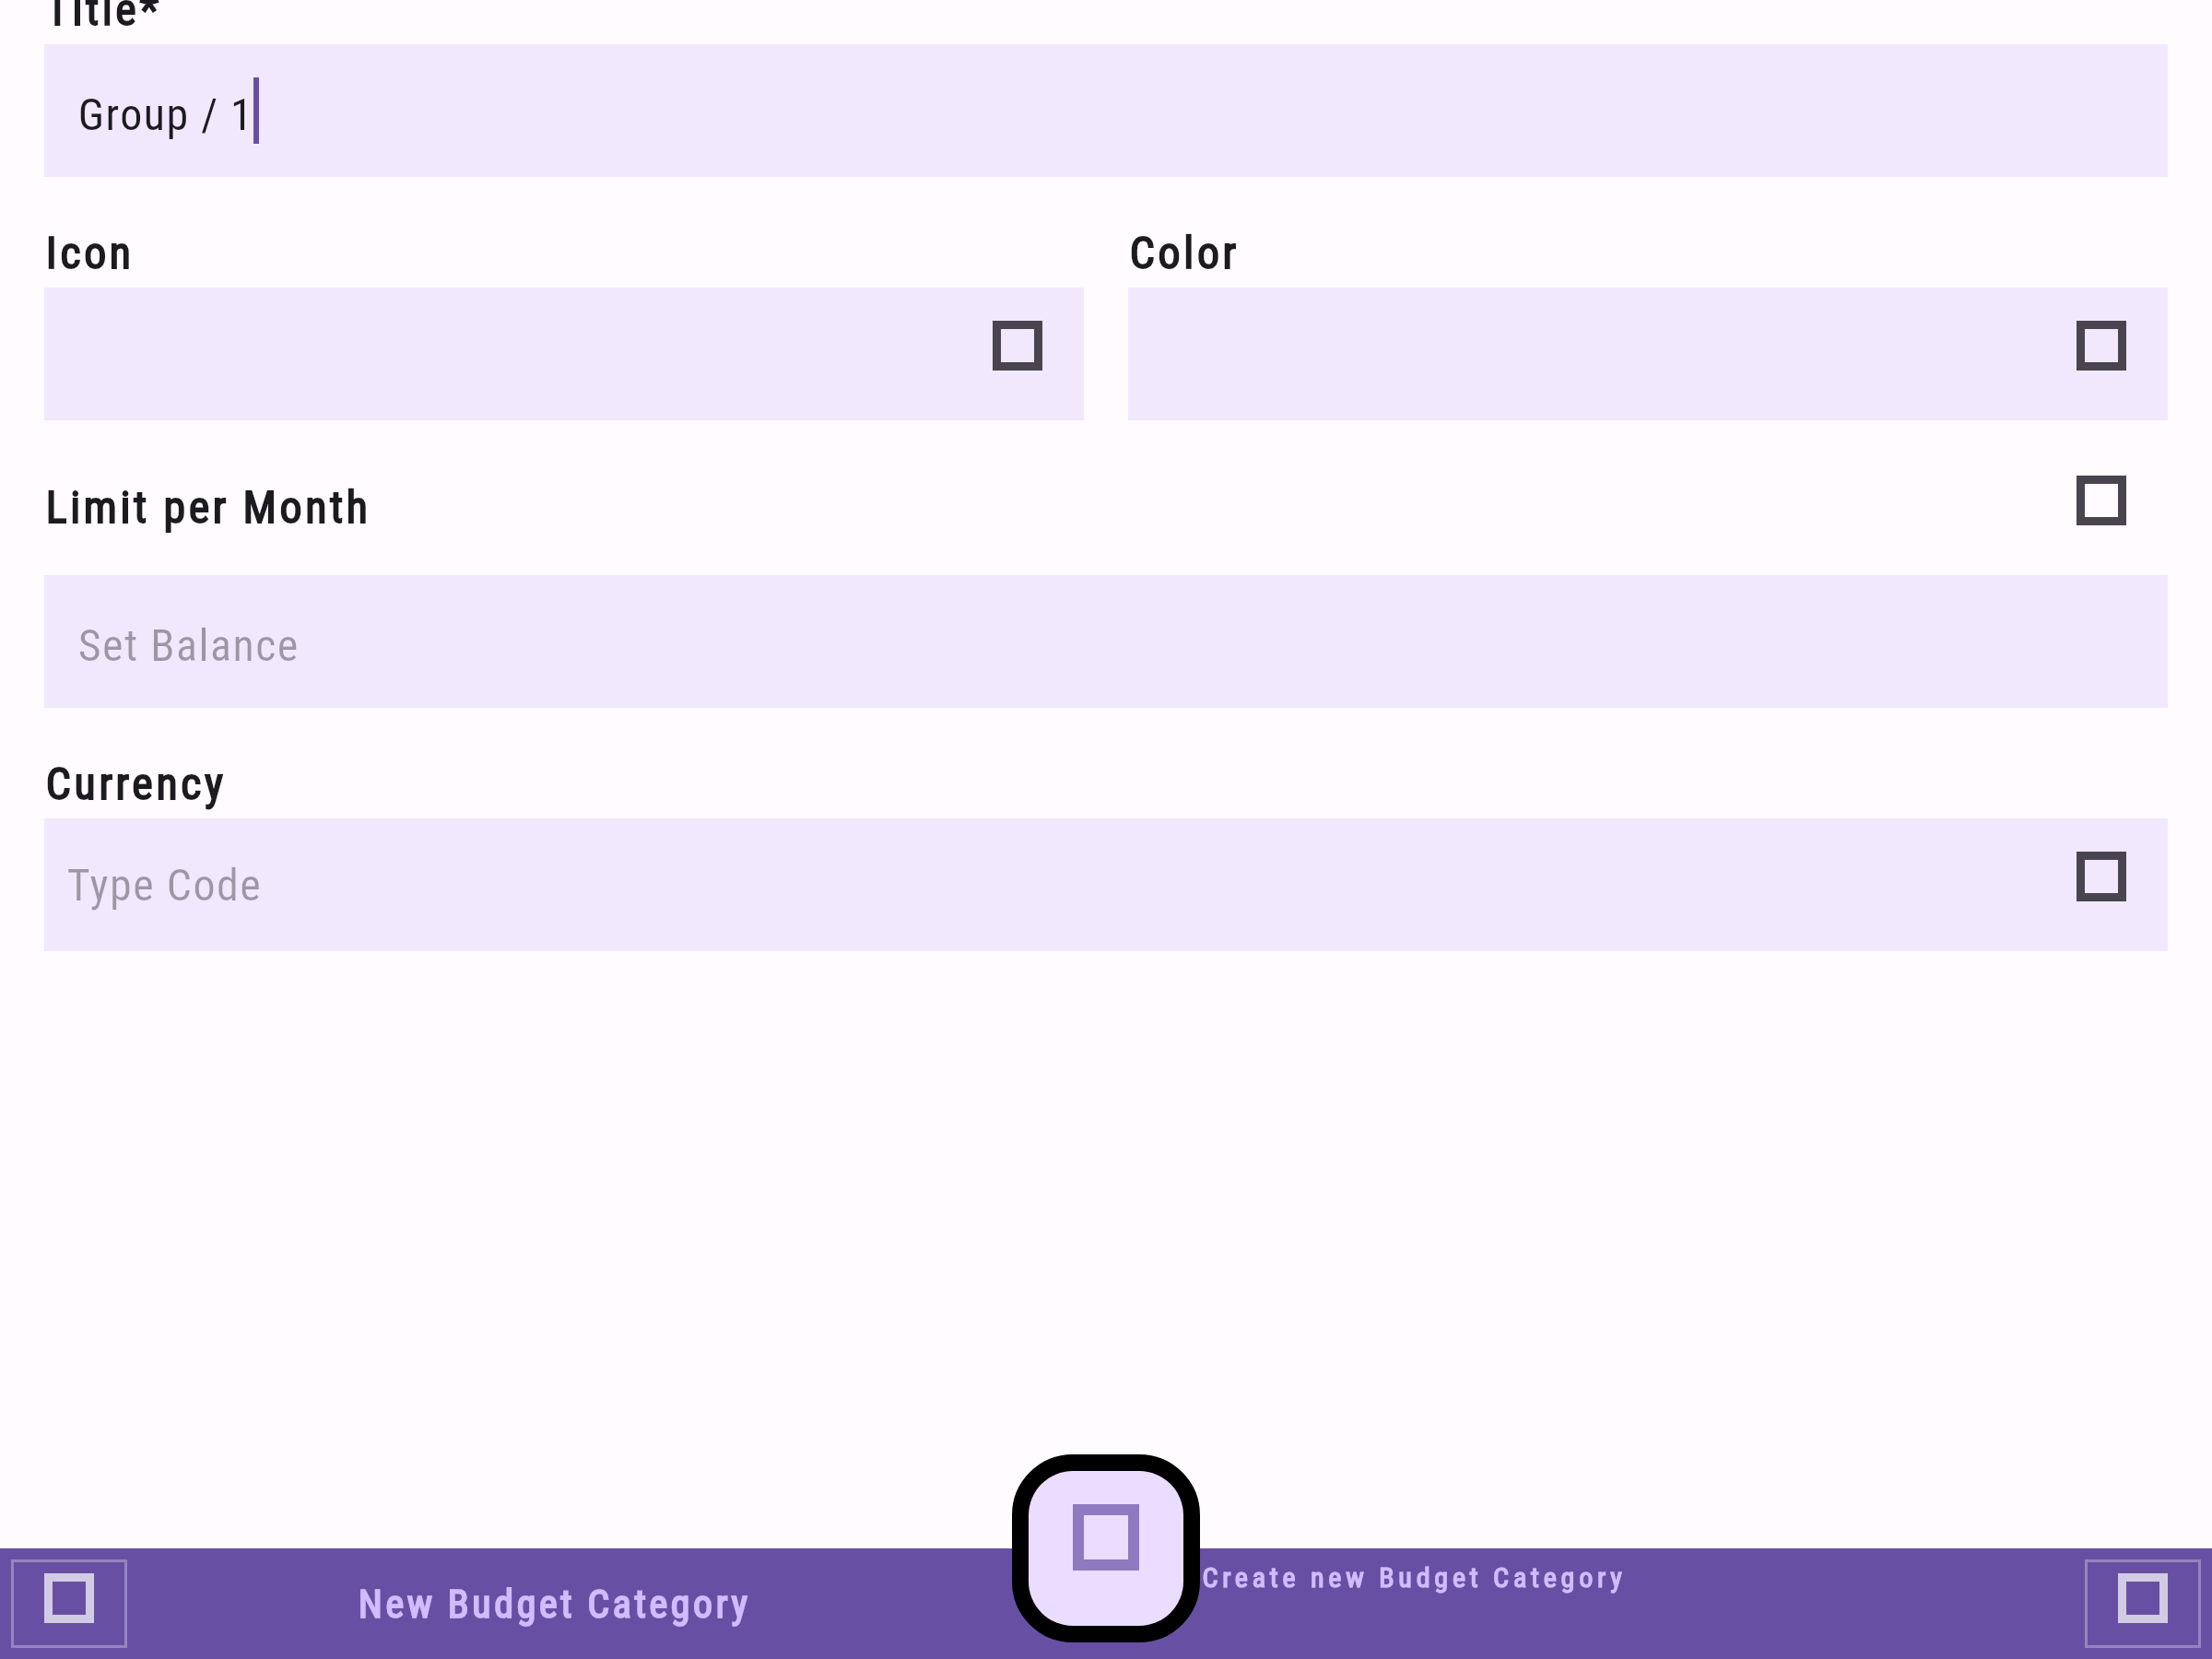 Title*
Group / 1
Icon
Color
Limit per Month
Set Balance
Currency
Type Code
New Budget Category
Create new Budget Category